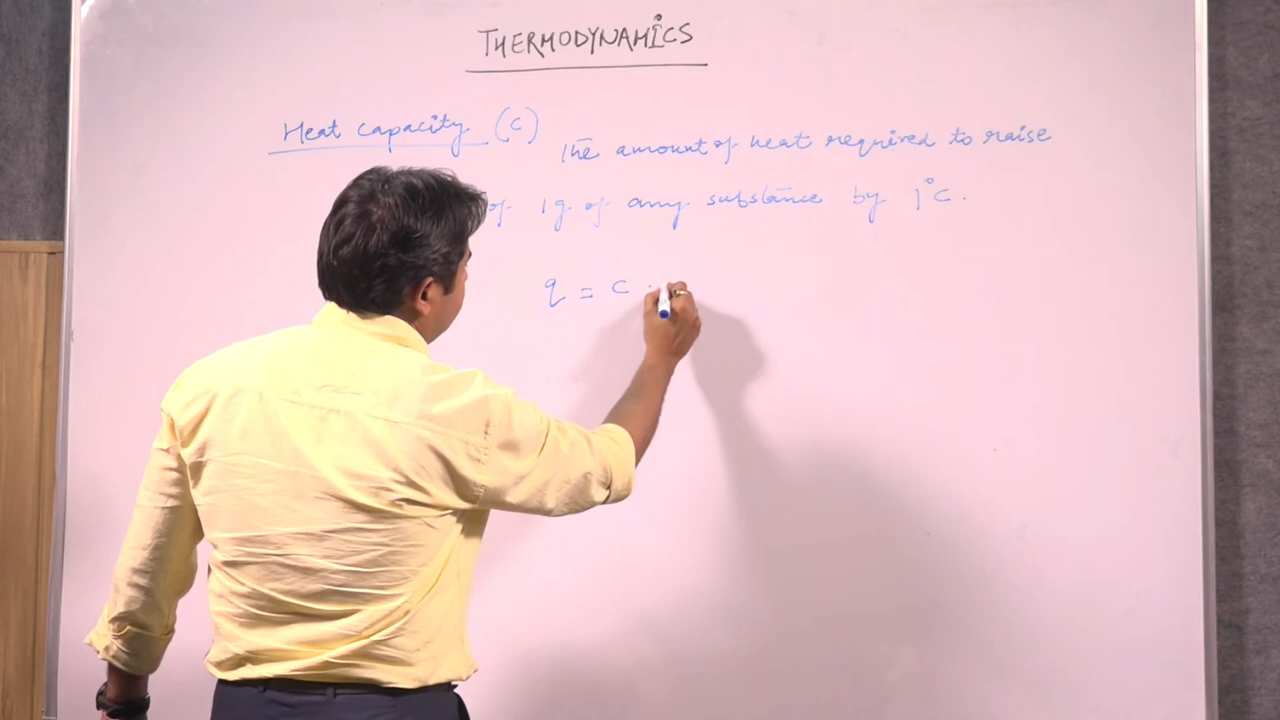 THERMODYNAMICS
Heat capacity (C) The amount of heat required to raise
of 1g. of any substance by 1°C.
q = C .